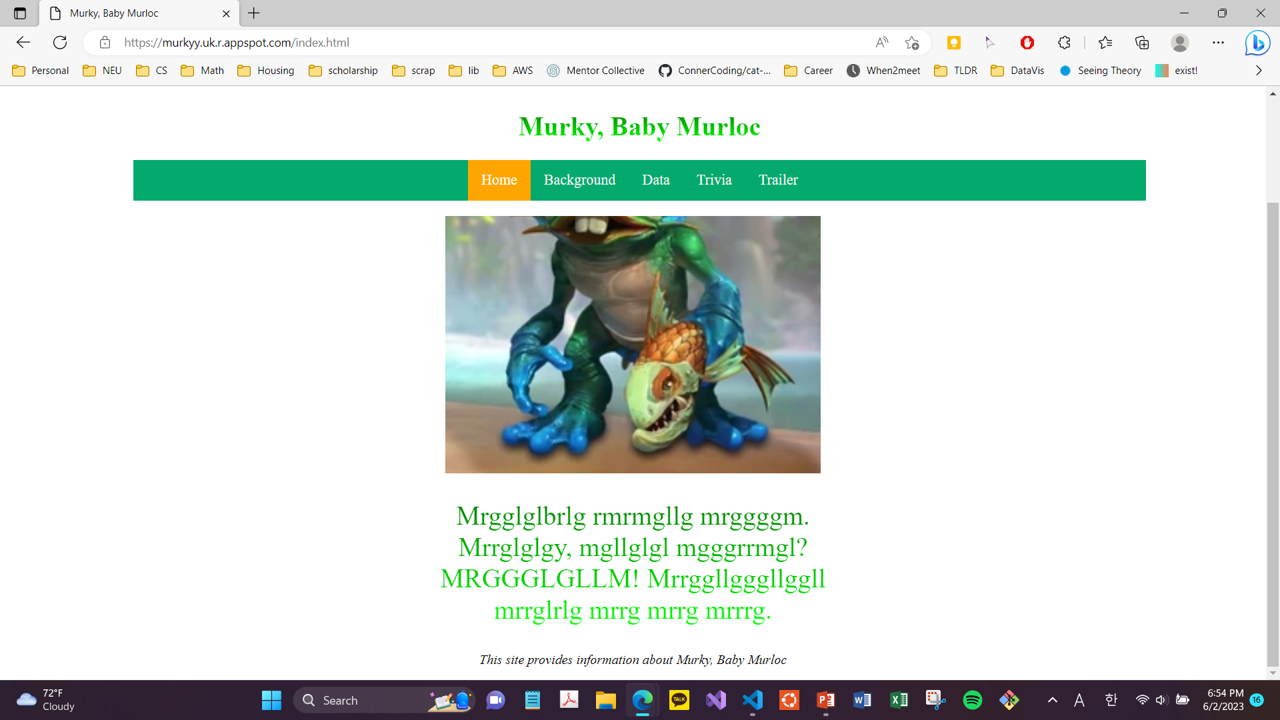 Murky, Baby Murloc
https://murkyy.uk.r.appspot.com/index.html
Personal NEU CS Math Housing scholarship scrap lib AWS Mentor Collective ConnerCoding/cat-... Career When2meet TLDR DataVis Seeing Theory exist!
Murky, Baby Murloc
Home Background Data Trivia Trailer
Mrgglglbrlg rmrmgllg mrggggm.
Mrrglglgy, mgllglgl mgggrrmgl?
MRGGGLGLLM! Mrrggllgggllggll
mrrglrlg mrrg mrrg mrrrg.
This site provides information about Murky, Baby Murloc
72°F
Cloudy
Search
TALK
A
한
6:54 PM
6/2/2023
16